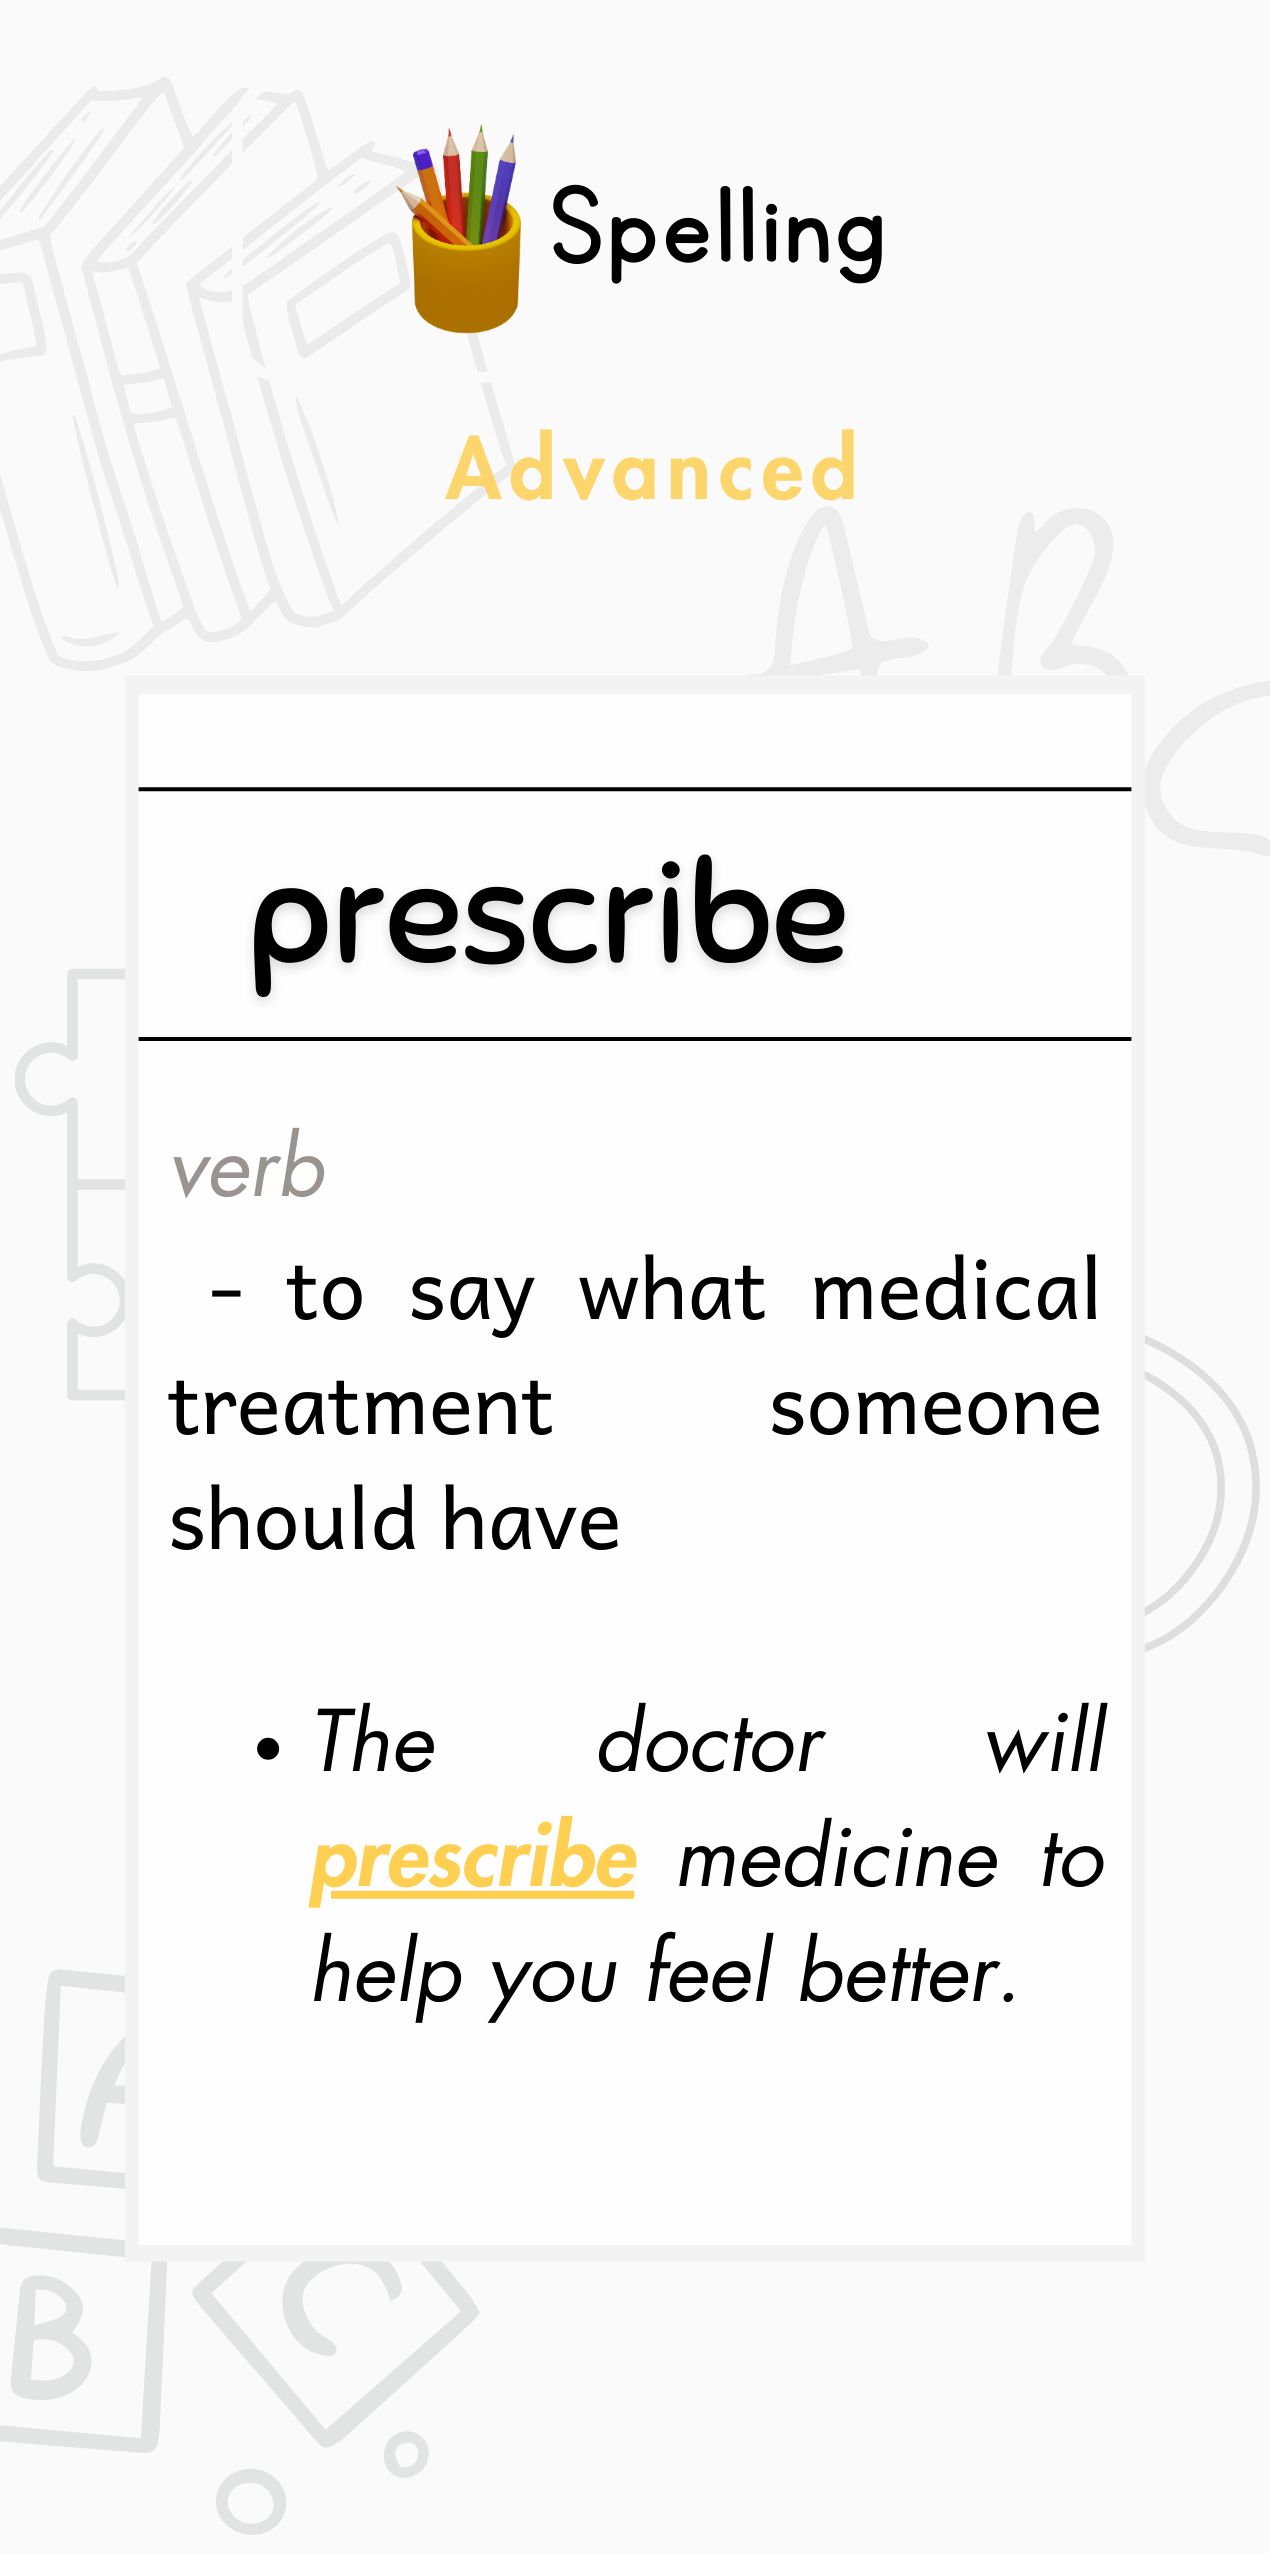 Spelling
Advanced
A B
prescribe
verb
- to say what medical
treatment someone
should have
• The doctor will
prescribe medicine to
help you feel better.
A
B C